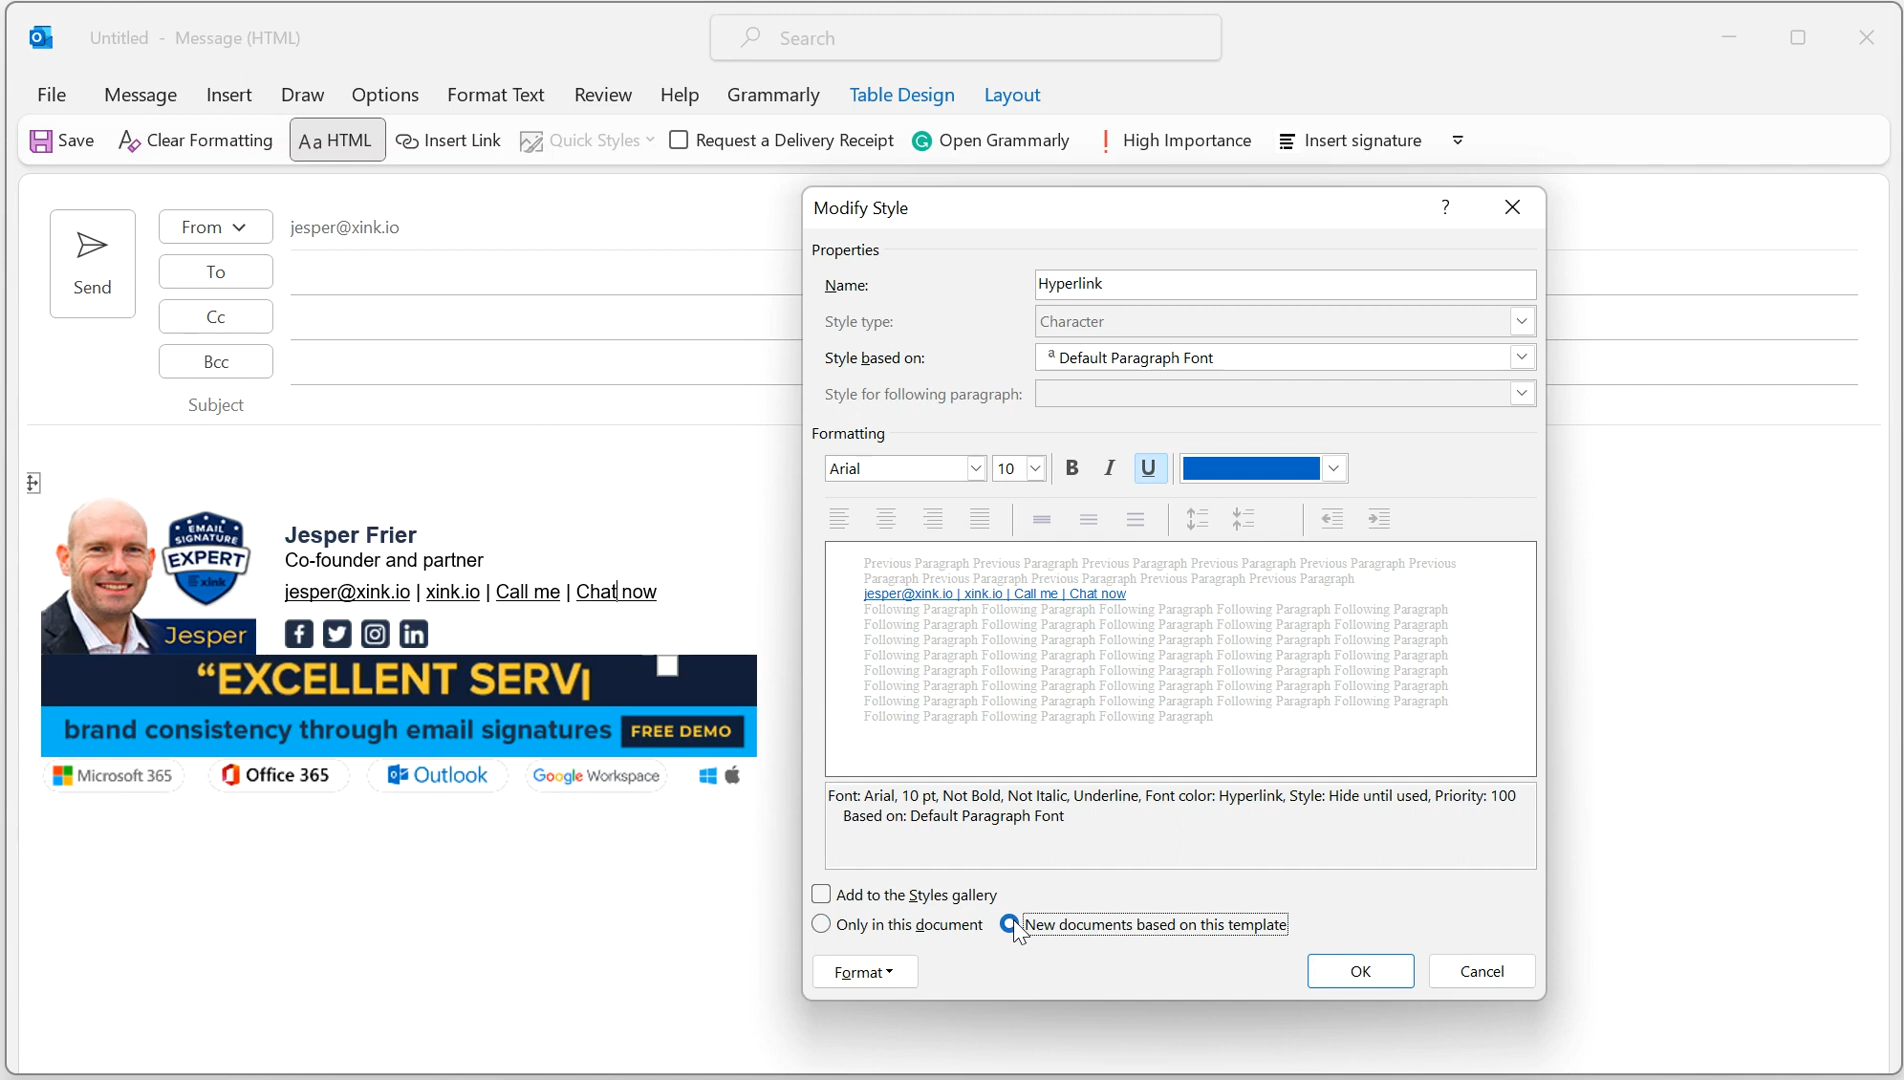 Untitled - Message (HTML)
Search
File Message Insert Draw Options Format Text Review Help Grammarly Table Design Layout
Save Clear Formatting Aa HTML Insert Link Quick Styles Request a Delivery Receipt Open Grammarly High Importance Insert signature
Send
From
jesper@xink.io
To
Cc
Bcc
Subject
EMAIL
SIGNATURE
EXPERT
xink
Jesper
Jesper Frier
Co-founder and partner
jesper@xink.io | xink.io | Call me | Chat now
“EXCELLENT SERV
brand consistency through email signatures FREE DEMO
Microsoft 365 Office 365 Outlook Google Workspace
Modify Style ?
Properties
Name: Hyperlink
Style type: Character
Style based on: a Default Paragraph Font
Style for following paragraph:
Formatting
Arial 10 B I U
Previous Paragraph Previous Paragraph Previous Paragraph Previous Paragraph Previous Paragraph Previous
Paragraph Previous Paragraph Previous Paragraph Previous Paragraph Previous Paragraph
jesper@xink.io | xink.io | Call me | Chat now
Following Paragraph Following Paragraph Following Paragraph Following Paragraph Following Paragraph
Following Paragraph Following Paragraph Following Paragraph Following Paragraph Following Paragraph
Following Paragraph Following Paragraph Following Paragraph Following Paragraph Following Paragraph
Following Paragraph Following Paragraph Following Paragraph Following Paragraph Following Paragraph
Following Paragraph Following Paragraph Following Paragraph Following Paragraph Following Paragraph
Following Paragraph Following Paragraph Following Paragraph Following Paragraph Following Paragraph
Following Paragraph Following Paragraph Following Paragraph Following Paragraph Following Paragraph
Following Paragraph Following Paragraph Following Paragraph
Font: Arial, 10 pt, Not Bold, Not Italic, Underline, Font color: Hyperlink, Style: Hide until used, Priority: 100
Based on: Default Paragraph Font
Add to the Styles gallery
Only in this document New documents based on this template
Format OK Cancel